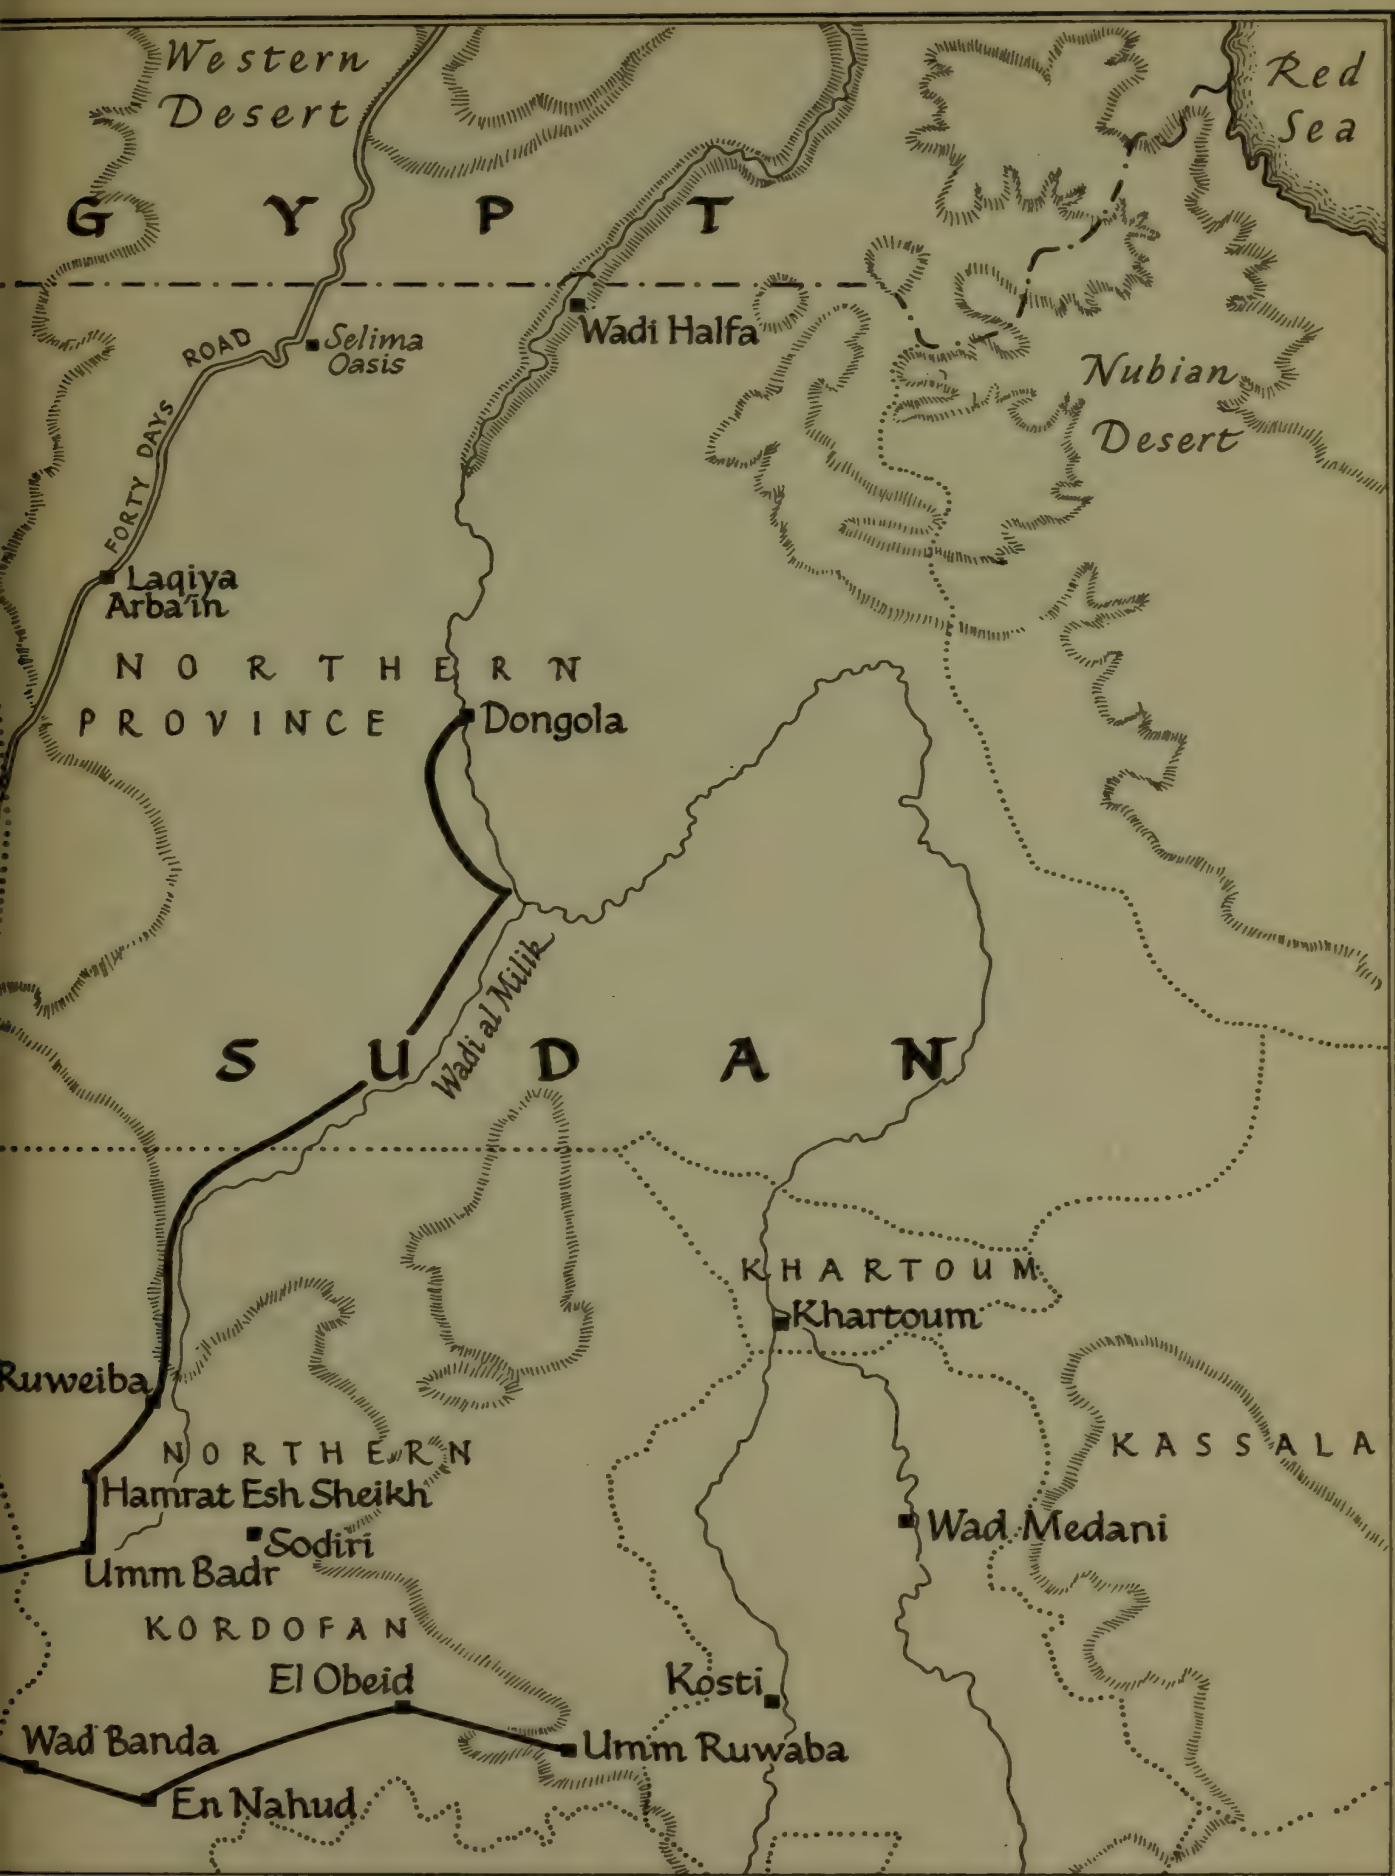 Western
Desert
Red
Sea
G Y P T
Wadi Halfa
Selima
Oasis
FORTY DAYS ROAD
Nubian
Desert
Laqiya
Arba'in
NORTHERN
PROVINCE
Dongola
Wadi al Milik
SUDAN
KHARTOUM
Khartoum
Ruweiba
NORTHERN
KASSALA
Hamrat Esh Sheikh
Wad Medani
Sodiri
Umm Badr
KORDOFAN
El Obeid
Kosti
Wad Banda
Umm Ruwaba
En Nahud